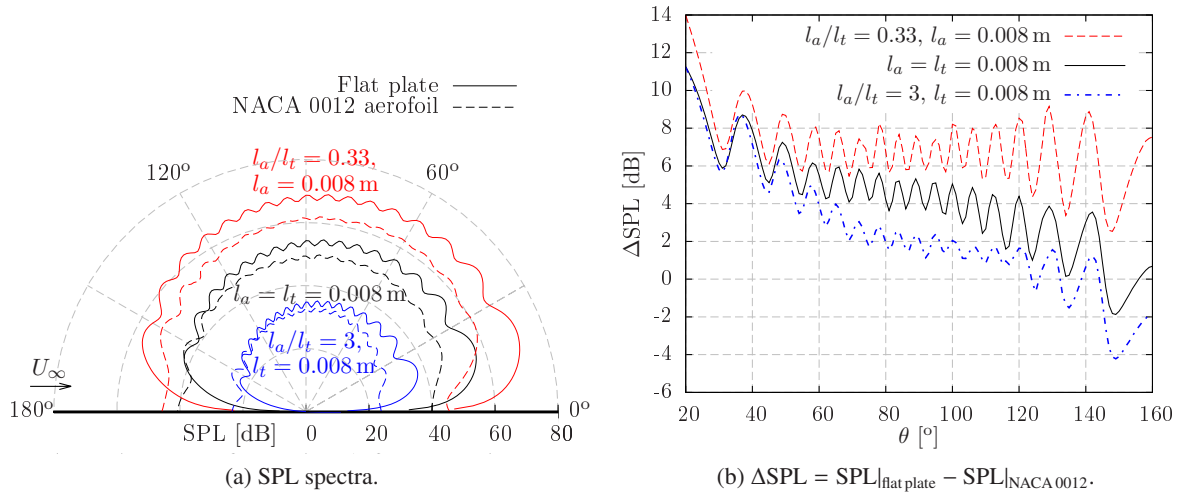 Flat plate
NACA 0012 aerofoil
120º
60º
l_a/l_t = 0.33,
l_a = 0.008 m
l_a = l_t = 0.008 m
l_a/l_t = 3,
l_t = 0.008 m
U_∞
180º
0º
SPL [dB] 0 20 40 60 80
(a) SPL spectra.
14
12
10
8
6
4
2
0
-2
-4
-6
ΔSPL [dB]
l_a/l_t = 0.33, l_a = 0.008 m
l_a = l_t = 0.008 m
l_a/l_t = 3, l_t = 0.008 m
20 40 60 80 100 120 140 160
θ [º]
(b) ΔSPL = SPL|flat plate − SPL|NACA 0012.